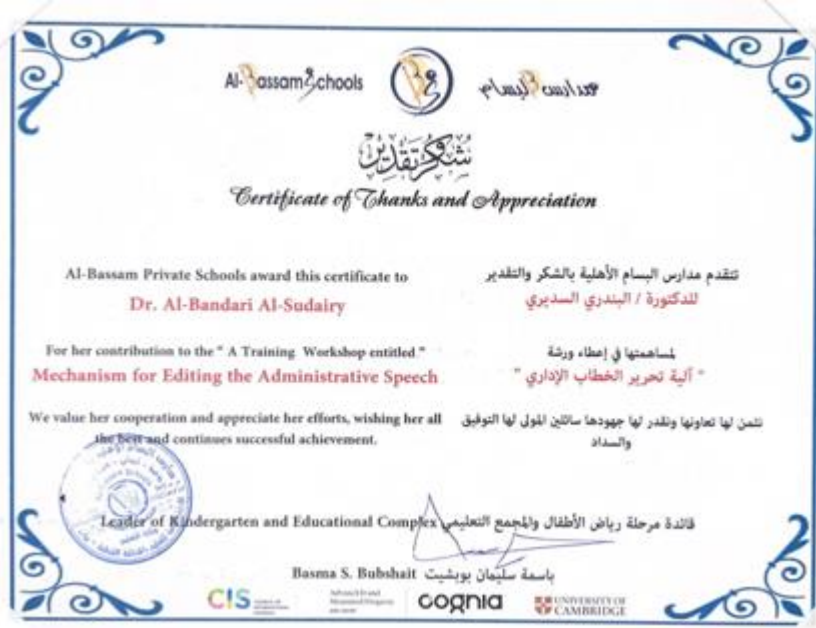 Al-Bassam Schools
مدارس البسام
شكر وتقدير
Certificate of Thanks and Appreciation
Al-Bassam Private Schools award this certificate to
Dr. Al-Bandari Al-Sudairy
For her contribution to the " A Training Workshop entitled "
Mechanism for Editing the Administrative Speech
We value her cooperation and appreciate her efforts, wishing her all
the best and continues successful achievement.
تتقدم مدارس البسام الأهلية بالشكر والتقدير
للدكتورة / البندري السديري
لمساهمتها في إعطاء ورشة
" آلية تحرير الخطاب الإداري "
نثمن لها تعاونها ونقدر لها جهودها سائلين المولى لها التوفيق
والسداد
Leader of Kindergarten and Educational Complex قائدة مرحلة رياض الأطفال والمجمع التعليمي
Basma S. Bubshait باسمة سليمان بوبشيت
CIS
cognia
UNIVERSITY OF
CAMBRIDGE